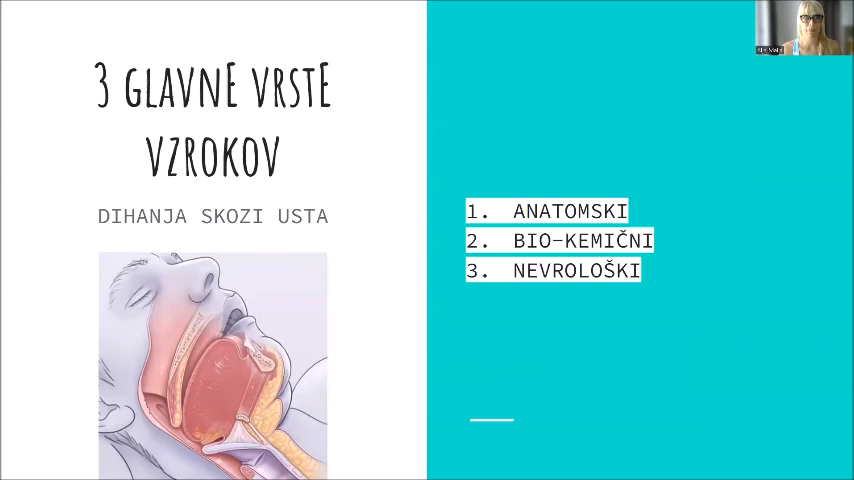 3 GLAVNE VRSTE
VZROKOV
DIHANJA SKOZI USTA
1. ANATOMSKI
2. BIO-KEMIČNI
3. NEVROLOŠKI